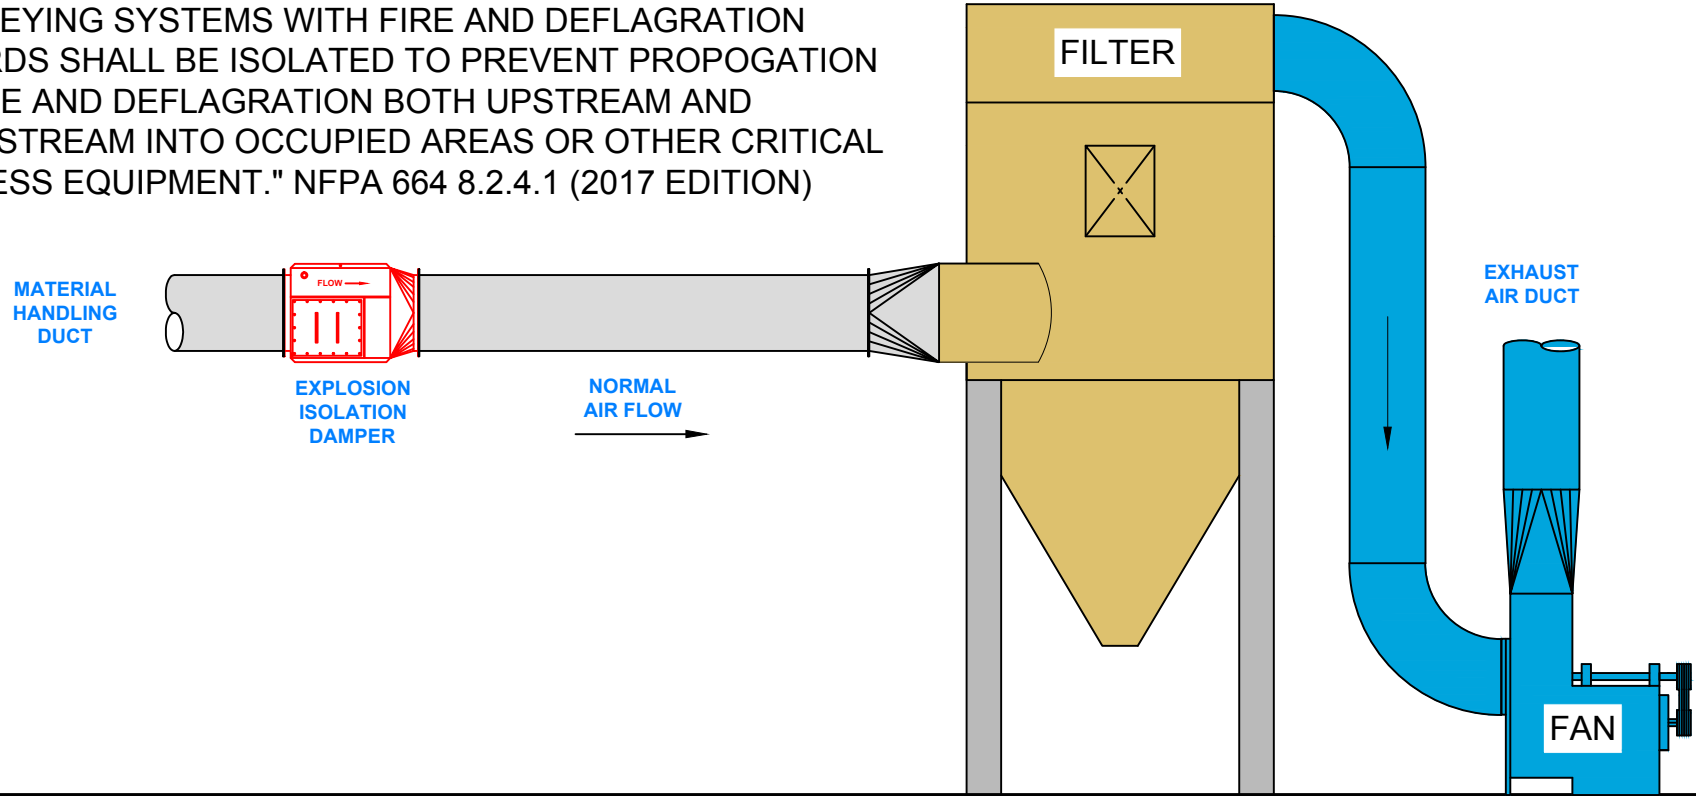 EYING SYSTEMS WITH FIRE AND DEFLAGRATION
RDS SHALL BE ISOLATED TO PREVENT PROPOGATION
E AND DEFLAGRATION BOTH UPSTREAM AND
STREAM INTO OCCUPIED AREAS OR OTHER CRITICAL
ESS EQUIPMENT." NFPA 664 8.2.4.1 (2017 EDITION)
FILTER
MATERIAL
HANDLING
DUCT
FLOW
EXPLOSION
ISOLATION
DAMPER
NORMAL
AIR FLOW
EXHAUST
AIR DUCT
FAN